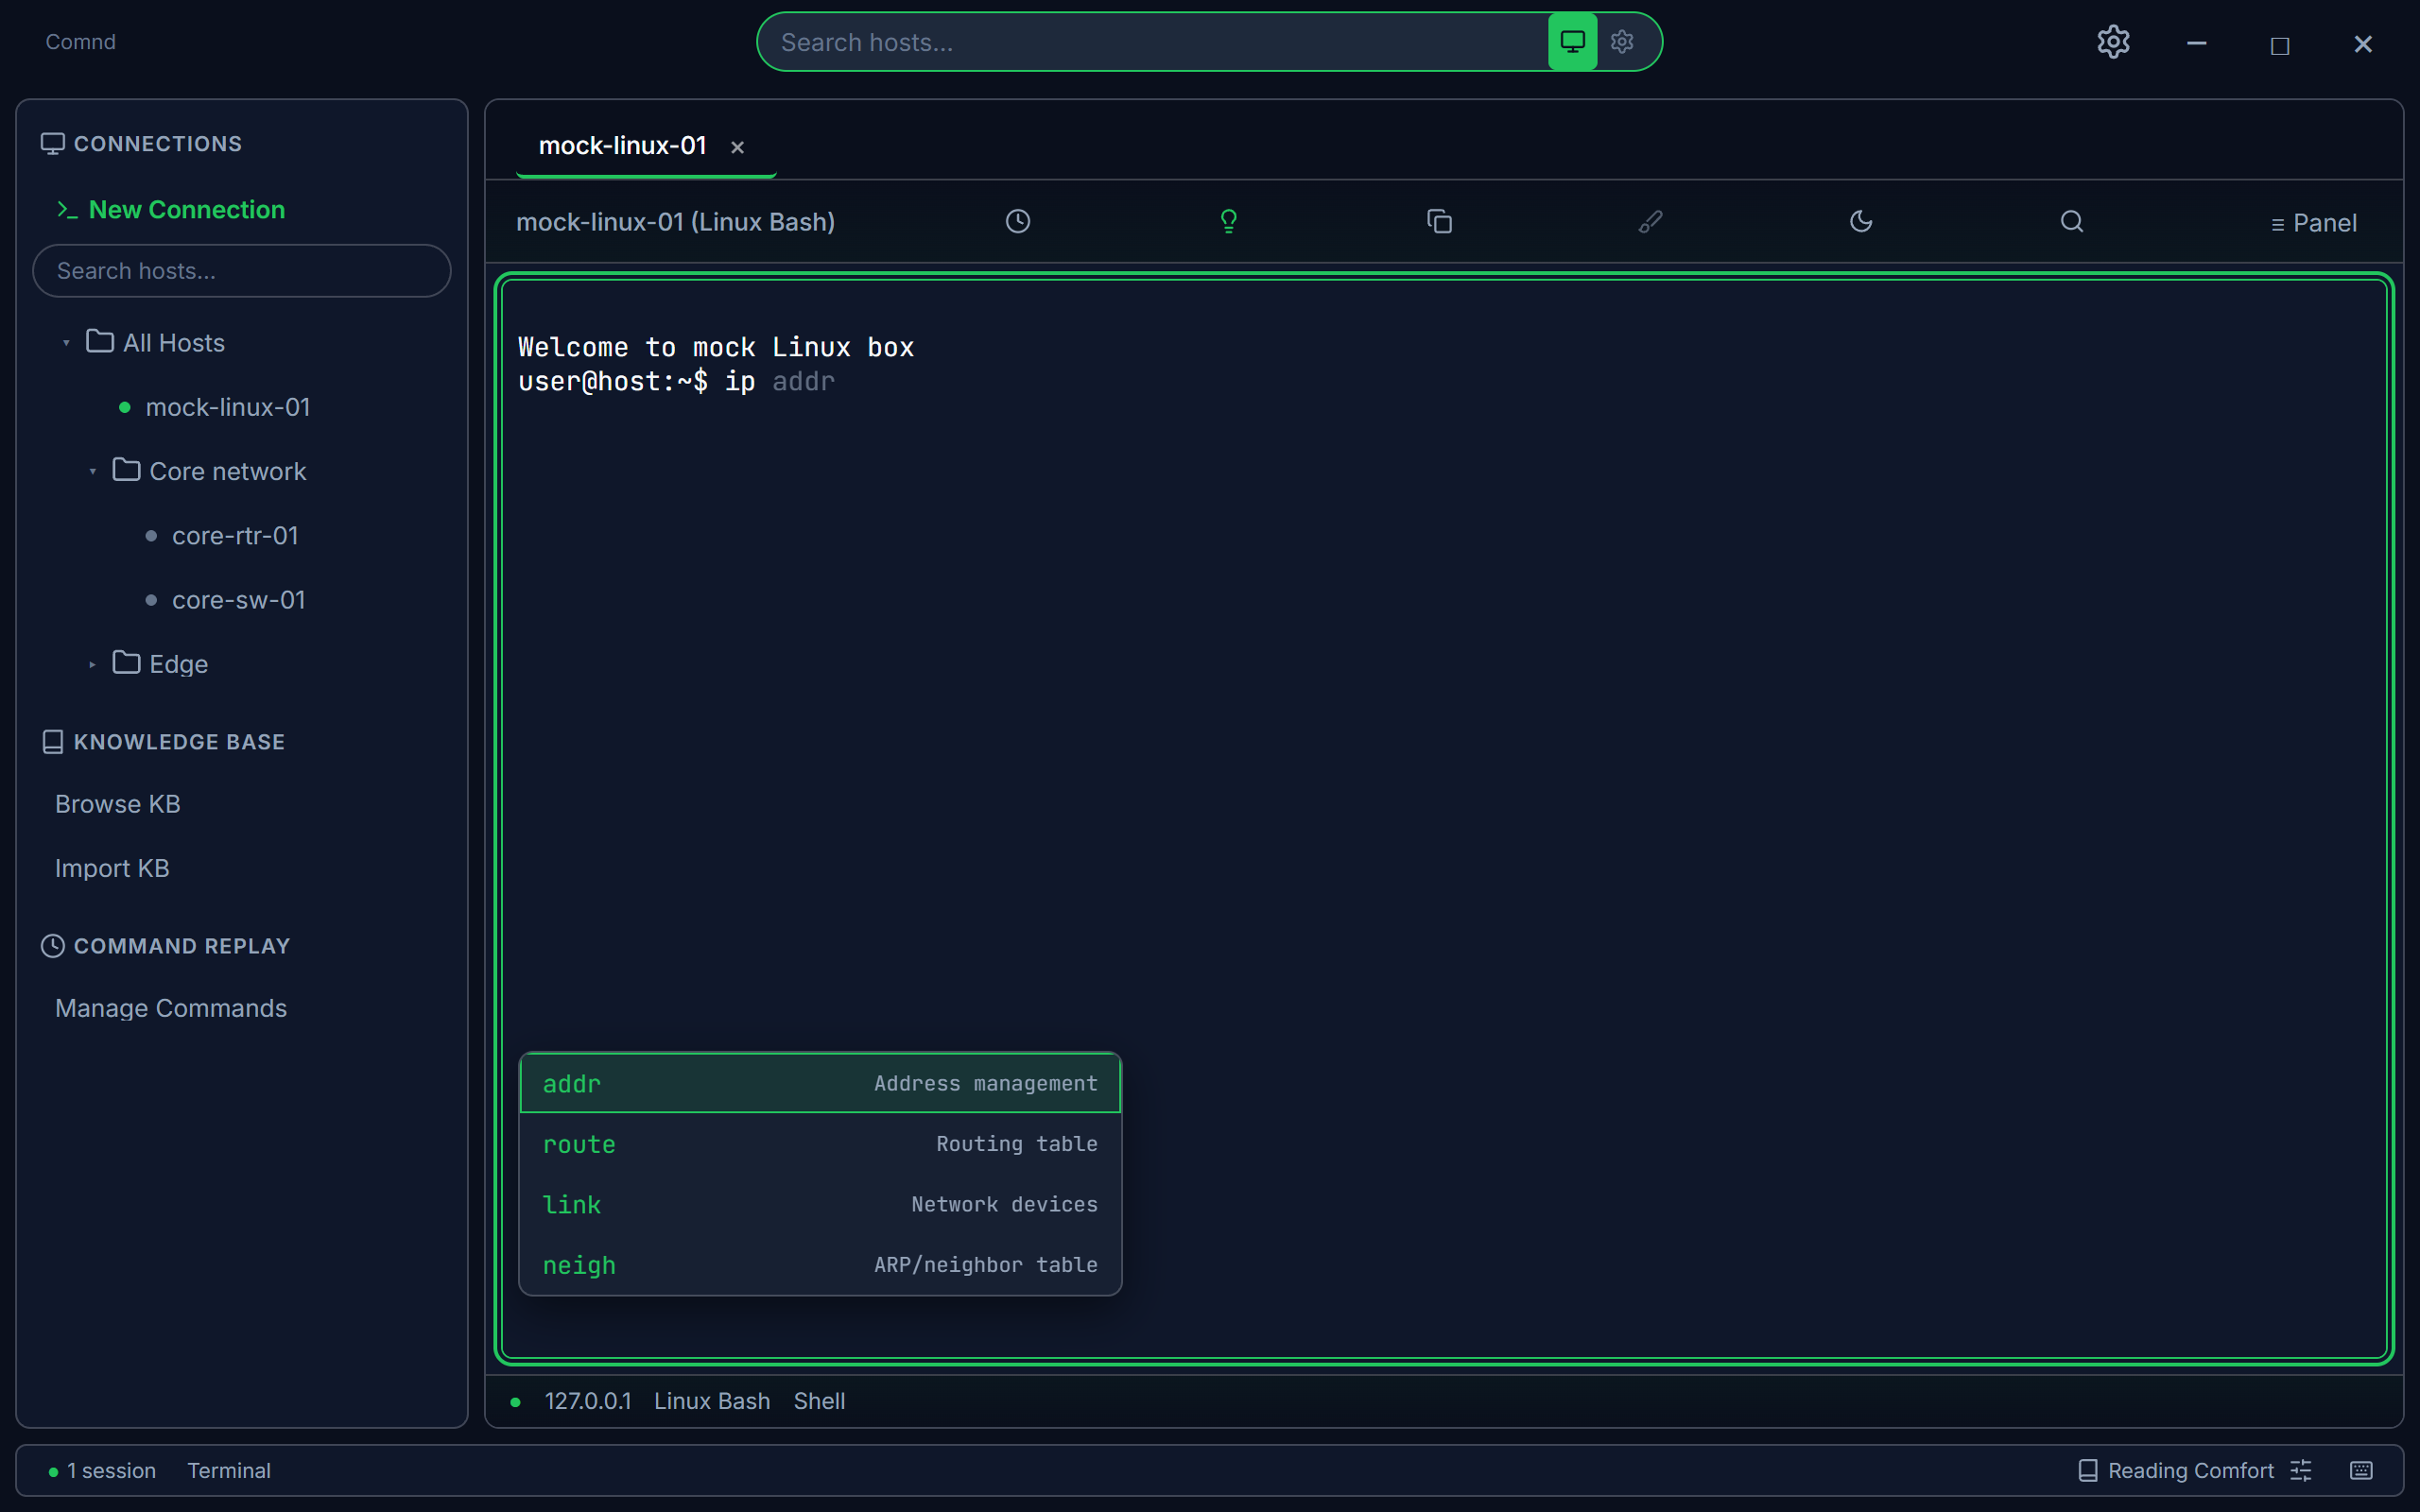 Comnd
Search hosts...
CONNECTIONS
New Connection
Search hosts...
All Hosts
mock-linux-01
Core network
core-rtr-01
core-sw-01
Edge
KNOWLEDGE BASE
Browse KB
Import KB
COMMAND REPLAY
Manage Commands
mock-linux-01 ×
mock-linux-01 (Linux Bash)
Panel
Welcome to mock Linux box
user@host:~$ ip addr
addr Address management
route Routing table
link Network devices
neigh ARP/neighbor table
127.0.0.1 Linux Bash Shell
1 session Terminal
Reading Comfort